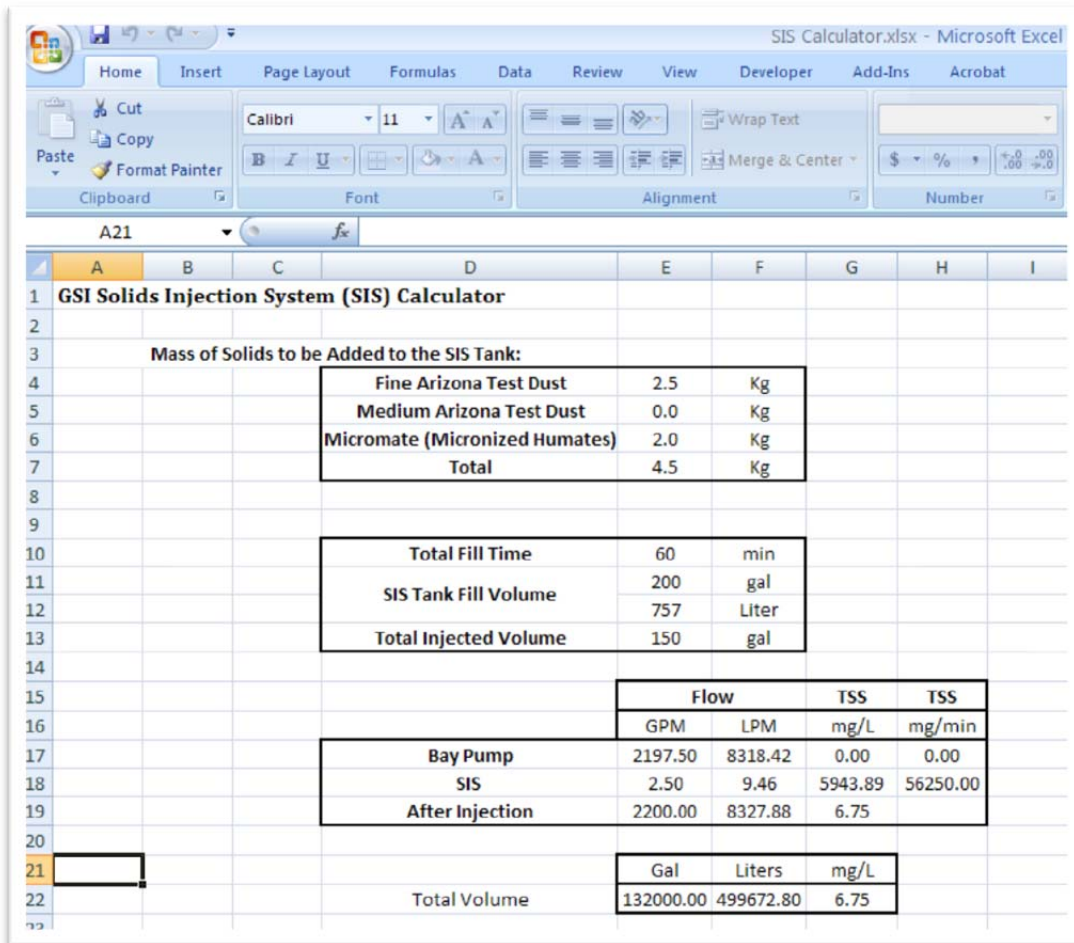 SIS Calculator.xlsx - Microsoft Excel
Home Insert Page Layout Formulas Data Review View Developer Add-Ins Acrobat
Cut
Copy
Paste
Format Painter
Calibri 11 A A
B I U A
Wrap Text
Merge & Center
$ % , .0 .00 .00 .0
Clipboard Font Alignment Number
A21 fx
A B C D E F G H I
1 GSI Solids Injection System (SIS) Calculator
2
3 Mass of Solids to be Added to the SIS Tank:
4 Fine Arizona Test Dust 2.5 Kg
5 Medium Arizona Test Dust 0.0 Kg
6 Micromate (Micronized Humates) 2.0 Kg
7 Total 4.5 Kg
8
9
10 Total Fill Time 60 min
11 SIS Tank Fill Volume 200 gal
12 757 Liter
13 Total Injected Volume 150 gal
14
15 Flow TSS TSS
16 GPM LPM mg/L mg/min
17 Bay Pump 2197.50 8318.42 0.00 0.00
18 SIS 2.50 9.46 5943.89 56250.00
19 After Injection 2200.00 8327.88 6.75
20
21 Gal Liters mg/L
22 Total Volume 132000.00 499672.80 6.75